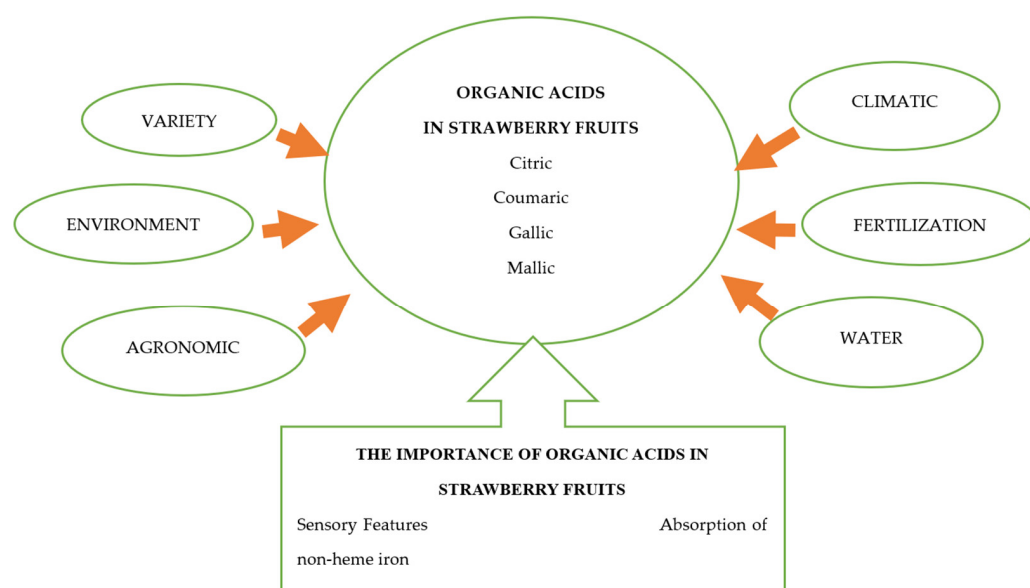 ORGANIC ACIDS
IN STRAWBERRY FRUITS
Citric
Coumaric
Gallic
Mallic
VARIETY
ENVIRONMENT
AGRONOMIC
CLIMATIC
FERTILIZATION
WATER
THE IMPORTANCE OF ORGANIC ACIDS IN
STRAWBERRY FRUITS
Sensory Features Absorption of
non-heme iron